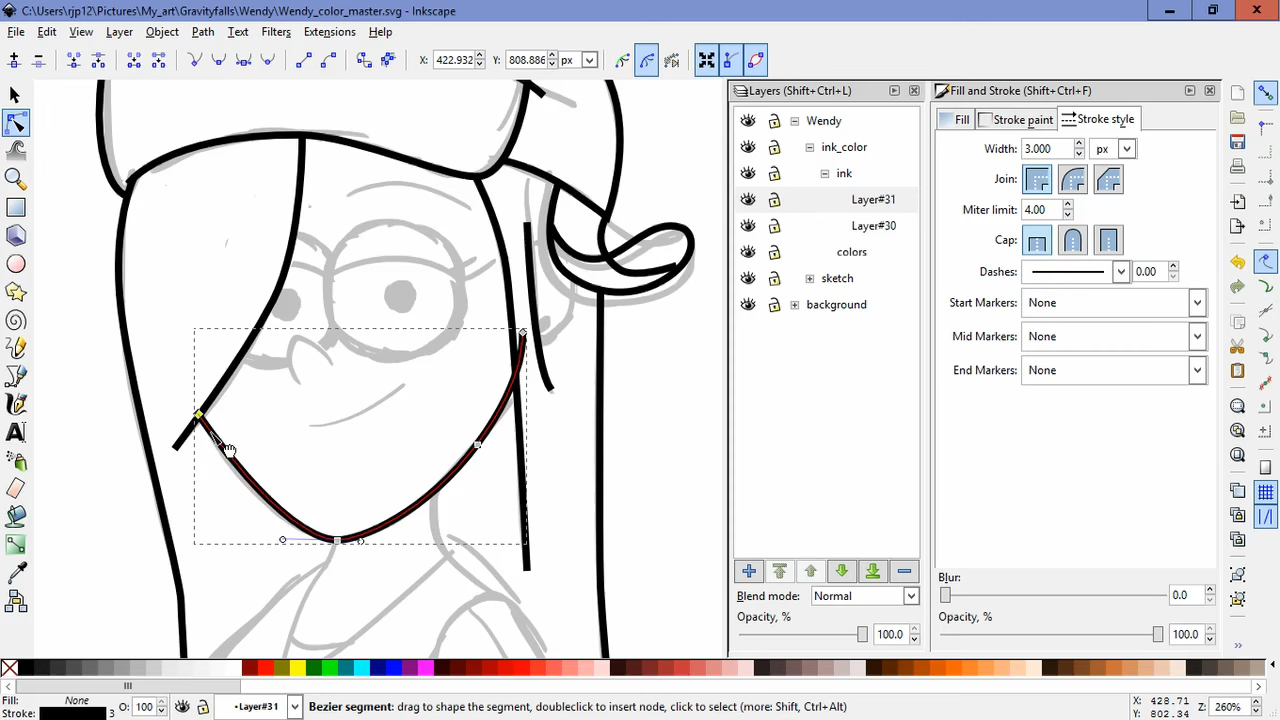 C:\Users\rjp12\Pictures\My_art\Gravityfalls\Wendy\Wendy_color_master.svg - Inkscape
File Edit View Layer Object Path Text Filters Extensions Help
X: 422.932 Y: 808.886 px
Layers (Shift+Ctrl+L)
Wendy
ink_color
ink
Layer#31
Layer#30
colors
sketch
background
Blend mode: Normal
Opacity, %
100.0
Fill and Stroke (Shift+Ctrl+F)
Fill Stroke paint Stroke style
Width: 3.000 px
Join:
Miter limit: 4.00
Cap:
Dashes: 0.00
Start Markers: None
Mid Markers: None
End Markers: None
Blur:
0.0
Opacity, %
100.0
Fill: None
Stroke: 3
O: 100
•Layer#31
Bezier segment: drag to shape the segment, doubleclick to insert node, click to select (more: Shift, Ctrl+Alt)
X: 428.71
Y: 802.34
Z: 260%